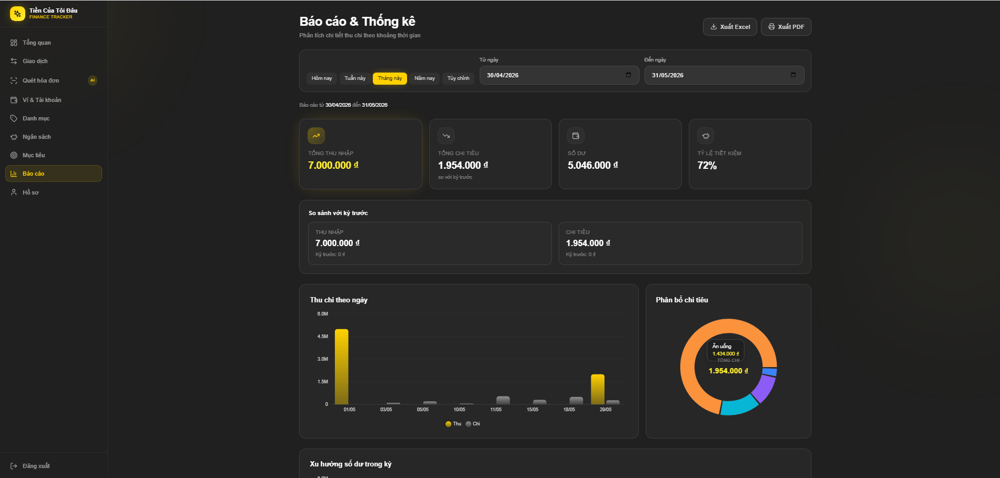 Tiền Của Tôi Đâu
FINANCE TRACKER
Tổng quan
Giao dịch
Quét hóa đơn
AI
Ví & Tài khoản
Danh mục
Ngân sách
Mục tiêu
Báo cáo
Hồ sơ
Đăng xuất
Báo cáo & Thống kê
Phân tích chi tiết thu chi theo khoảng thời gian
Xuất Excel
Xuất PDF
Hôm nay
Tuần này
Tháng này
Năm nay
Tùy chỉnh
Từ ngày
30/04/2026
Đến ngày
31/05/2026
Báo cáo từ 30/04/2026 đến 31/05/2026
TỔNG THU NHẬP
7.000.000 ₫
TỔNG CHI TIÊU
1.954.000 ₫
so với kỳ trước
SỐ DƯ
5.046.000 ₫
TỶ LỆ TIẾT KIỆM
72%
So sánh với kỳ trước
THU NHẬP
7.000.000 ₫
Kỳ trước: 0 ₫
CHI TIÊU
1.954.000 ₫
Kỳ trước: 0 ₫
Thu chi theo ngày
6.0M
4.5M
3.0M
1.5M
0
01/05
03/05
05/05
10/05
11/05
15/05
18/05
29/05
Thu
Chi
Phân bổ chi tiêu
Ăn uống
1.434.000 ₫
TỔNG CHI
1.954.000 ₫
Xu hướng số dư trong kỳ